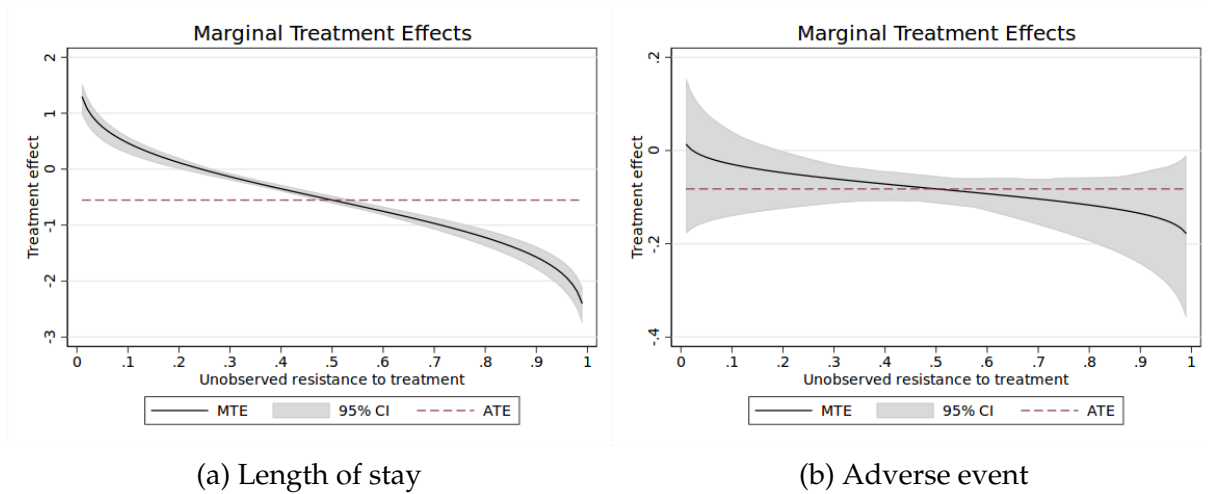 Marginal Treatment Effects
Treatment effect
2
1
0
-1
-2
-3
0 .1 .2 .3 .4 .5 .6 .7 .8 .9 1
Unobserved resistance to treatment
MTE 95% CI ATE
(a) Length of stay
Marginal Treatment Effects
Treatment effect
.2
0
-.2
-.4
0 .1 .2 .3 .4 .5 .6 .7 .8 .9 1
Unobserved resistance to treatment
MTE 95% CI ATE
(b) Adverse event